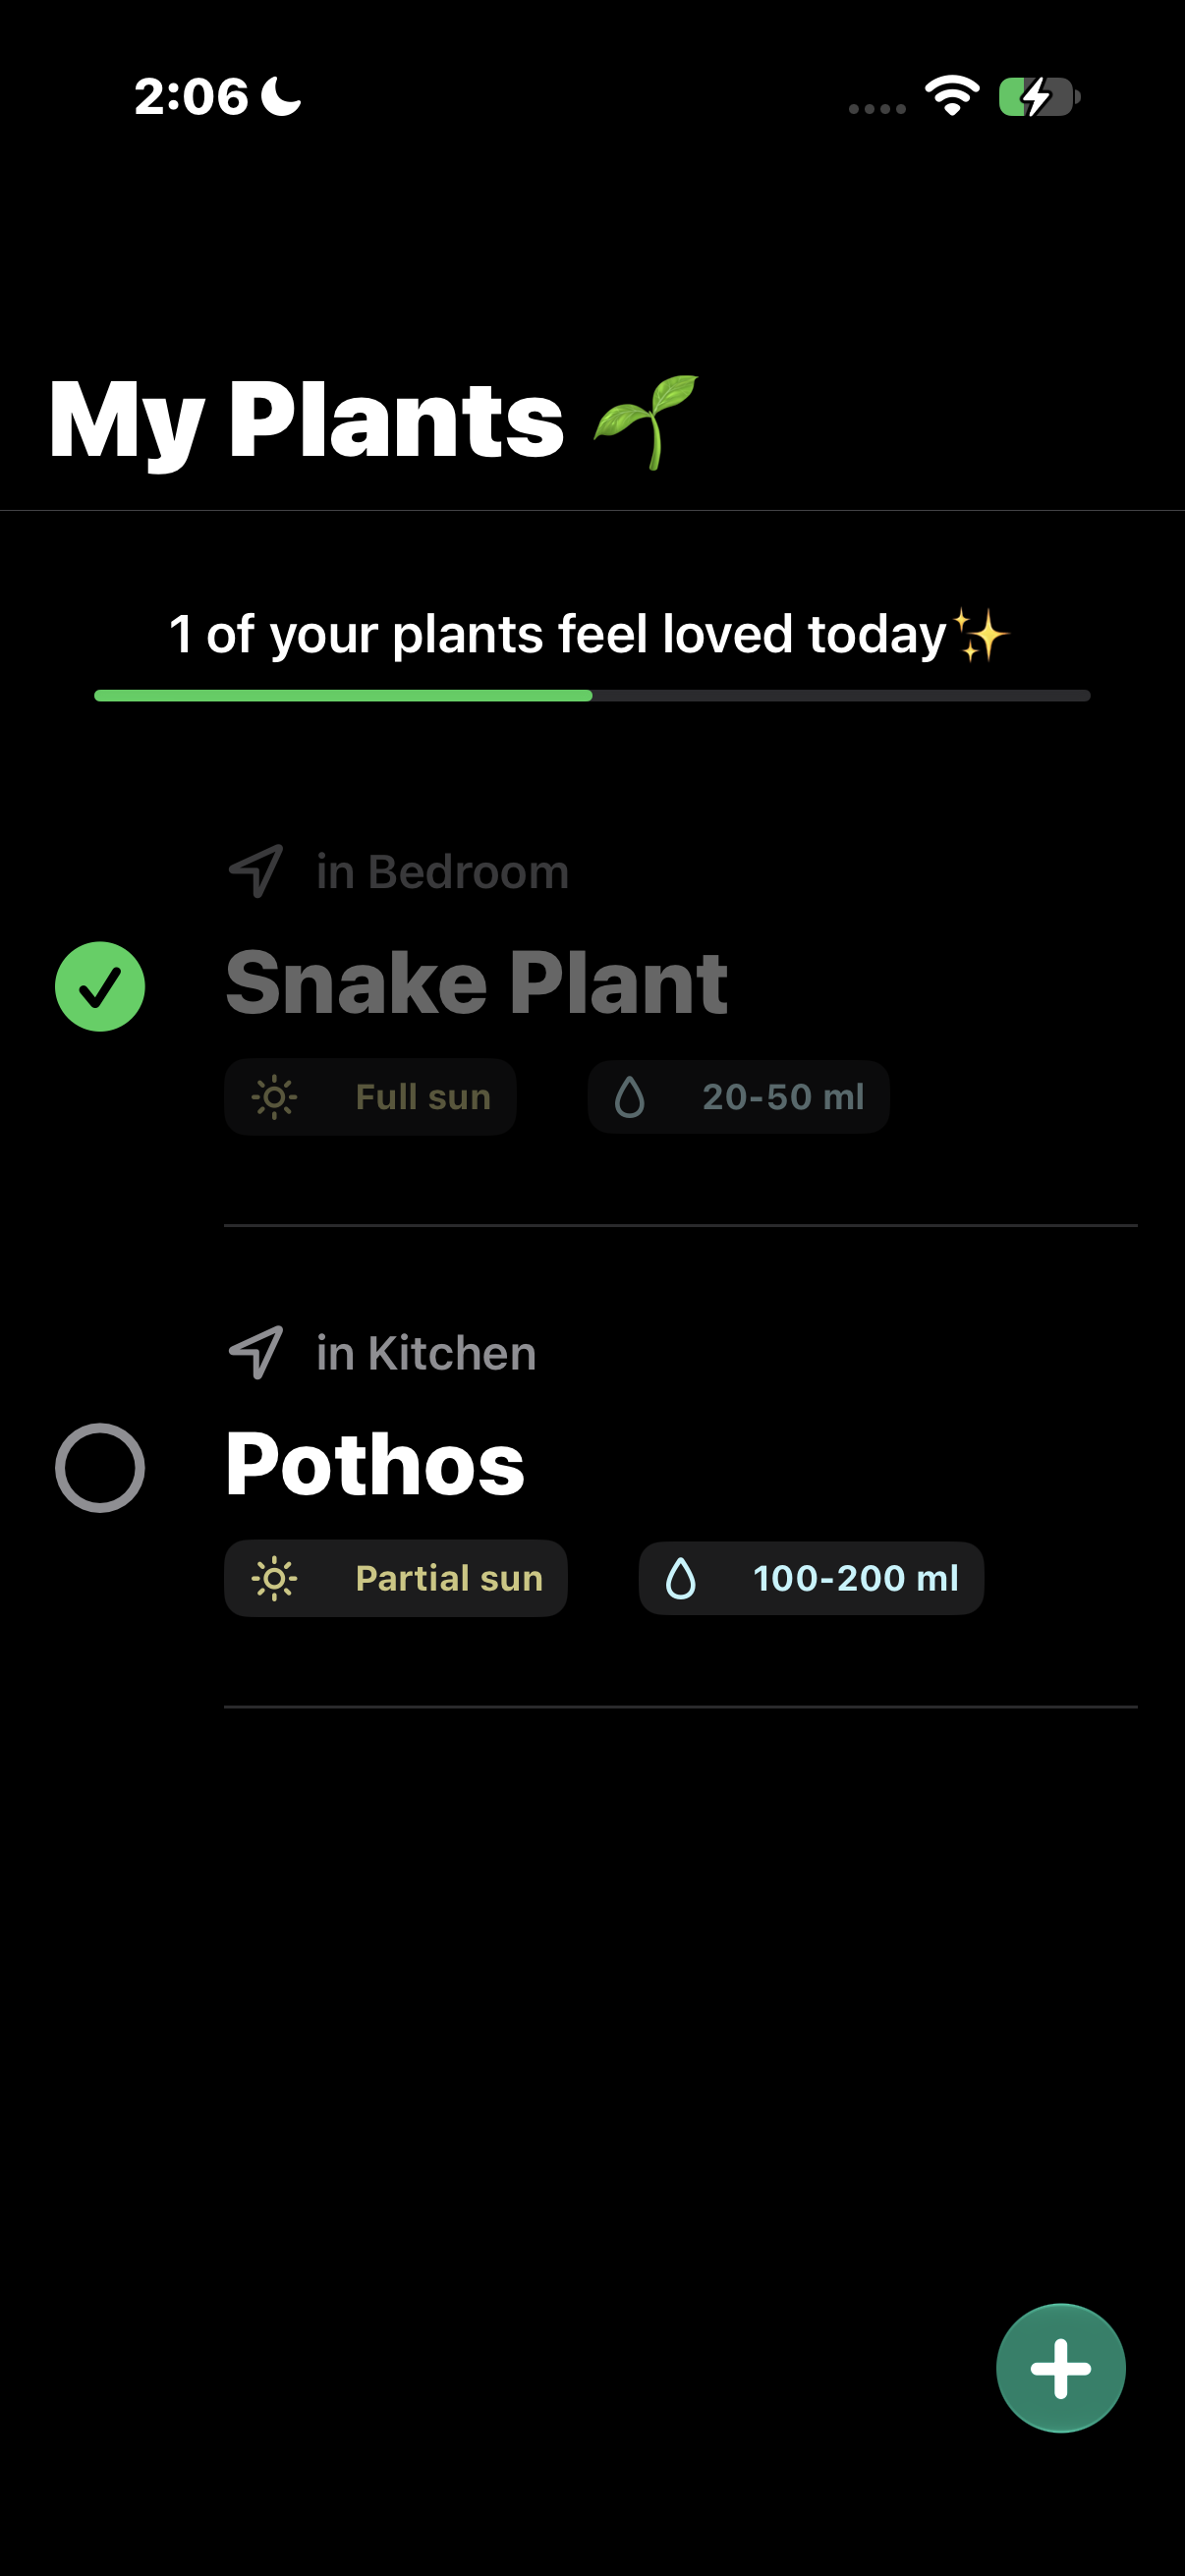 2:06
My Plants 🌱
1 of your plants feel loved today✨
in Bedroom
Snake Plant
Full sun
20-50 ml
in Kitchen
Pothos
Partial sun
100-200 ml